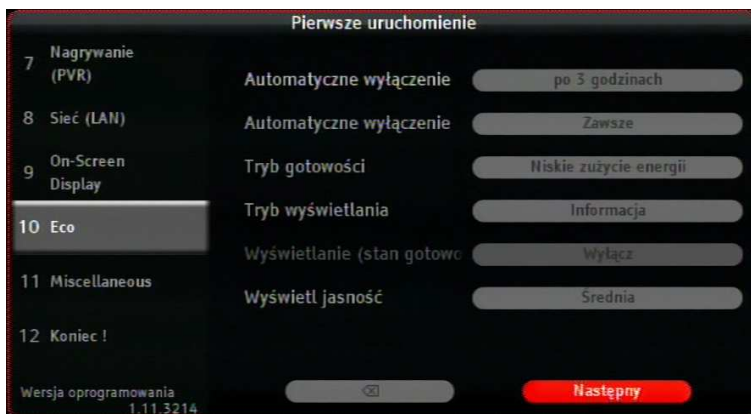 Pierwsze uruchomienie
7 Nagrywanie
(PVR)
8 Sieć (LAN)
9 On-Screen
Display
10 Eco
11 Miscellaneous
12 Koniec !
Wersja oprogramowania
1.11.3214
Automatyczne wyłączenie po 3 godzinach
Automatyczne wyłączenie Zawsze
Tryb gotowości Niskie zużycie energii
Tryb wyświetlania Informacja
Wyświetlanie (stan gotowo Wyłącz
Wyświetl jasność Średnia
Następny